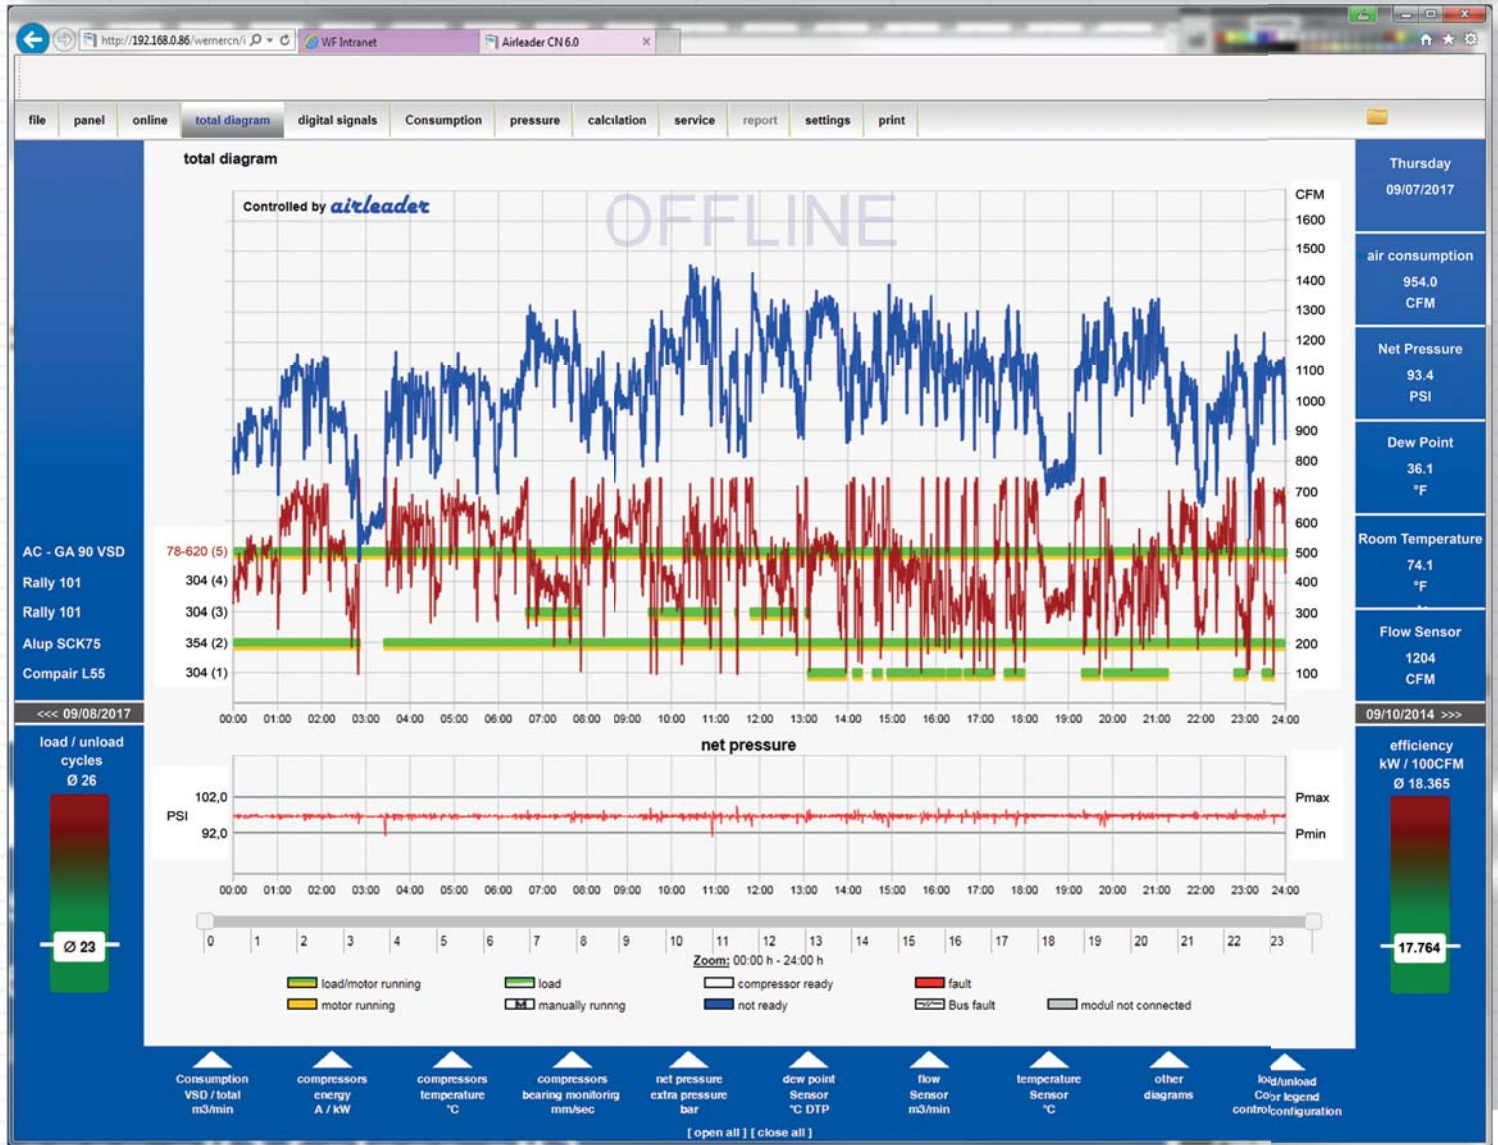 http://192.168.0.86/wernercn/i
WF Intranet
Airleader CN 6.0
file
panel
online
total diagram
digital signals
Consumption
pressure
calcılation
service
report
settings
print
total diagram
Controlled by airleader
OFFLINE
CFM
1600
1500
1400
1300
1200
1100
1000
900
800
700
600
500
400
300
200
100
AC - GA 90 VSD
78-620 (5)
Rally 101
304 (4)
Rally 101
304 (3)
Alup SCK75
354 (2)
Compair L55
304 (1)
00:00 01:00 02:00 03:00 04:00 05:00 06:00 07:00 08:00 09:00 10:00 11:00 12:00 13:00 14:00 15:00 16:00 17:00 18:00 19:00 20:00 21:00 22:00 23:00 24:00
Thursday
09/07/2017
air consumption
954.0
CFM
Net Pressure
93.4
PSI
Dew Point
36.1
°F
Room Temperature
74.1
°F
Flow Sensor
1204
CFM
<<< 09/08/2017
09/10/2014 >>>
load / unload
cycles
Ø 26
Ø 23
net pressure
PSI
102,0
92,0
Pmax
Pmin
00:00 01:00 02:00 03:00 04:00 05:00 06:00 07:00 08:00 09:00 10:00 11:00 12:00 13:00 14:00 15:00 16:00 17:00 18:00 19:00 20:00 21:00 22:00 23:00 24:00
efficiency
kW / 100CFM
Ø 18.365
17.764
0 1 2 3 4 5 6 7 8 9 10 11 12 13 14 15 16 17 18 19 20 21 22 23
Zoom: 00:00 h - 24:00 h
load/motor running
load
compressor ready
fault
motor running
M manually runnng
not ready
Bus fault
modul not connected
Consumption
VSD / total
m3/min
compressors
energy
A / kW
compressors
temperature
°C
compressors
bearing monitoring
mm/sec
net pressure
extra pressure
bar
dew point
Sensor
°C DTP
flow
Sensor
m3/min
temperature
Sensor
°C
other
diagrams
load/unload
Color legend
control configuration
[ open all ] [ close all ]